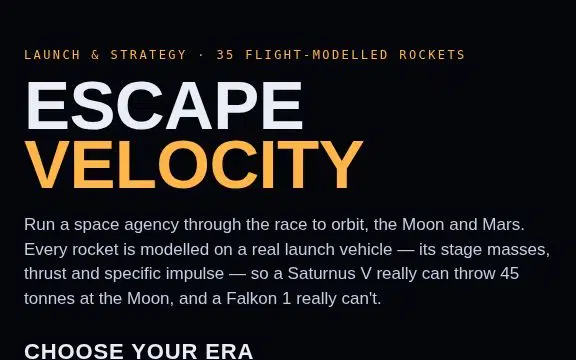 LAUNCH & STRATEGY · 35 FLIGHT-MODELLED ROCKETS
ESCAPE
VELOCITY
Run a space agency through the race to orbit, the Moon and Mars.
Every rocket is modelled on a real launch vehicle — its stage masses,
thrust and specific impulse — so a Saturnus V really can throw 45
tonnes at the Moon, and a Falkon 1 really can't.
CHOOSE YOUR ERA